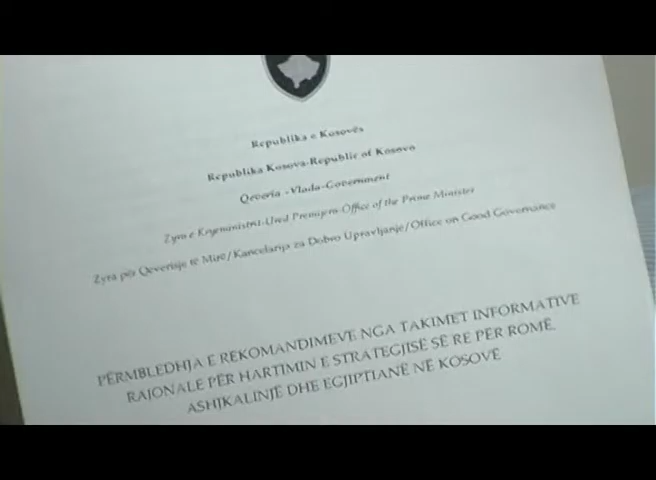 Republika e Kosovës
Republika Kosova-Republic of Kosovo
Qeveria -Vlada-Government
Zyra e Kryeministrit-Ured Premijera-Office of the Prime Minister
Zyra për Qeverisje të Mirë/Kancelarija za Dobro Upravljanje/Office on Good Governance
PËRMBLEDHJA E REKOMANDIMEVE NGA TAKIMET INFORMATIVE
RAJONALE PËR HARTIMIN E STRATEGJISË SË RE PËR ROMË,
ASHJKALINJË DHE EGJIPTIANË NË KOSOVË